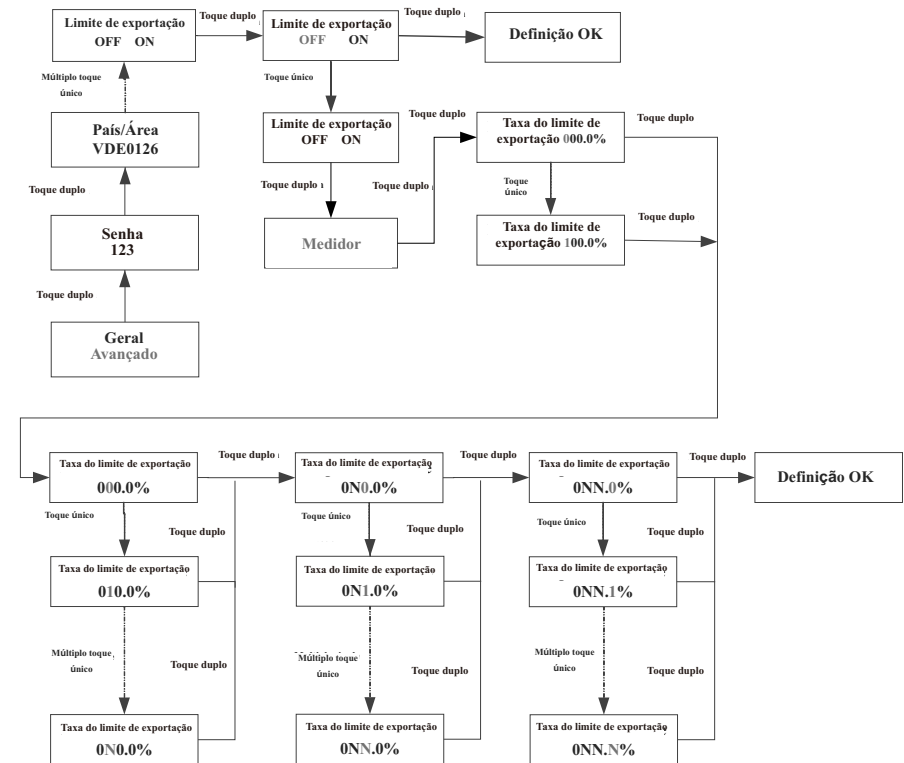 Limite de exportação
OFF ON
Toque duplo
Limite de exportação
OFF ON
Toque duplo
Definição OK
Múltiplo toque
único
Toque único
País/Área
VDE0126
Limite de exportação
OFF ON
Toque duplo
Taxa do limite de
exportação 000.0%
Toque duplo
Toque duplo
Toque duplo
Toque duplo
Toque
único
Senha
123
Medidor
Taxa do limite de
exportação 100.0%
Toque duplo
Toque duplo
Geral
Avançado
Taxa do limite de exportação
000.0%
Toque duplo
Taxa do limite de exportação
0N0.0%
Toque duplo
Taxa do limite de exportação
0NN.0%
Toque duplo
Definição OK
Toque único
Toque duplo
Toque único
Toque duplo
Toque único
Toque duplo
Taxa do limite de exportação
010.0%
Taxa do limite de exportação
0N1.0%
Taxa do limite de exportação
0NN.1%
Múltiplo toque
único
Toque duplo
Múltiplo toque
único
Toque duplo
Múltiplo toque
único
Toque duplo
Taxa do limite de exportação
0N0.0%
Taxa do limite de exportação
0NN.0%
Taxa do limite de exportação
0NN.N%